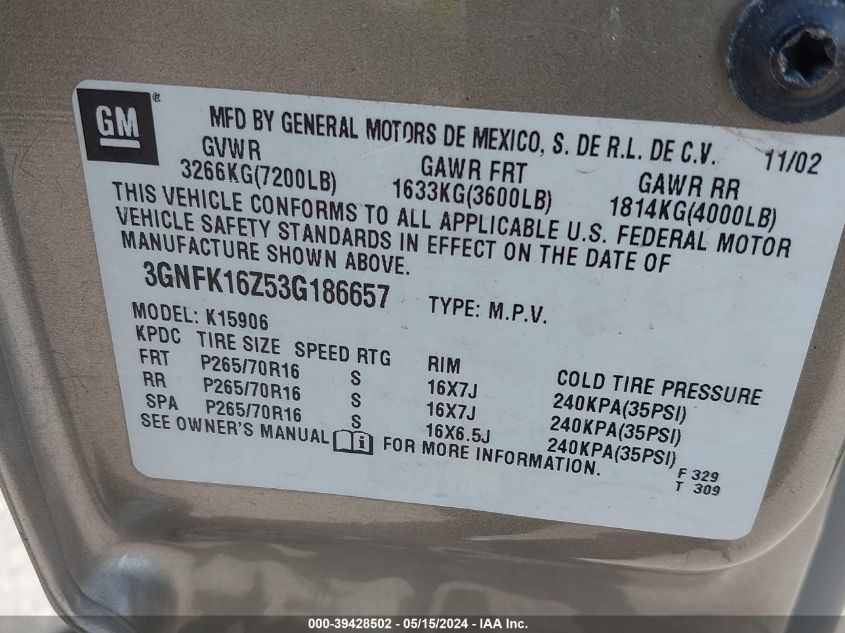 GM
MFD BY GENERAL MOTORS DE MEXICO, S. DE R.L. DE C.V. 11/02
GVWR GAWR FRT GAWR RR
3266KG(7200LB) 1633KG(3600LB) 1814KG(4000LB)
THIS VEHICLE CONFORMS TO ALL APPLICABLE U.S. FEDERAL MOTOR
VEHICLE SAFETY STANDARDS IN EFFECT ON THE DATE OF
MANUFACTURE SHOWN ABOVE.
3GNFK16Z53G186657 TYPE: M.P.V.
MODEL: K15906
KPDC TIRE SIZE SPEED RTG RIM COLD TIRE PRESSURE
FRT P265/70R16 S 16X7J 240KPA(35PSI)
RR P265/70R16 S 16X7J 240KPA(35PSI)
SPA P265/70R16 S 16X6.5J 240KPA(35PSI)
SEE OWNER'S MANUAL i FOR MORE INFORMATION.
F 329
T 309
000-39428502 - 05/15/2024 - IAA Inc.